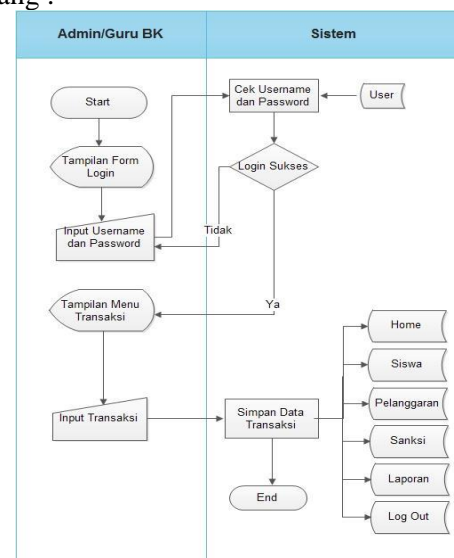 ang :
Admin/Guru BK
Sistem
Start
Cek Username
dan Password
User
Tampilan Form
Login
Login Sukses
Input Username
dan Password
Tidak
Ya
Tampilan Menu
Transaksi
Home
Siswa
Pelanggaran
Input Transaksi
Simpan Data
Transaksi
Sanksi
Laporan
End
Log Out